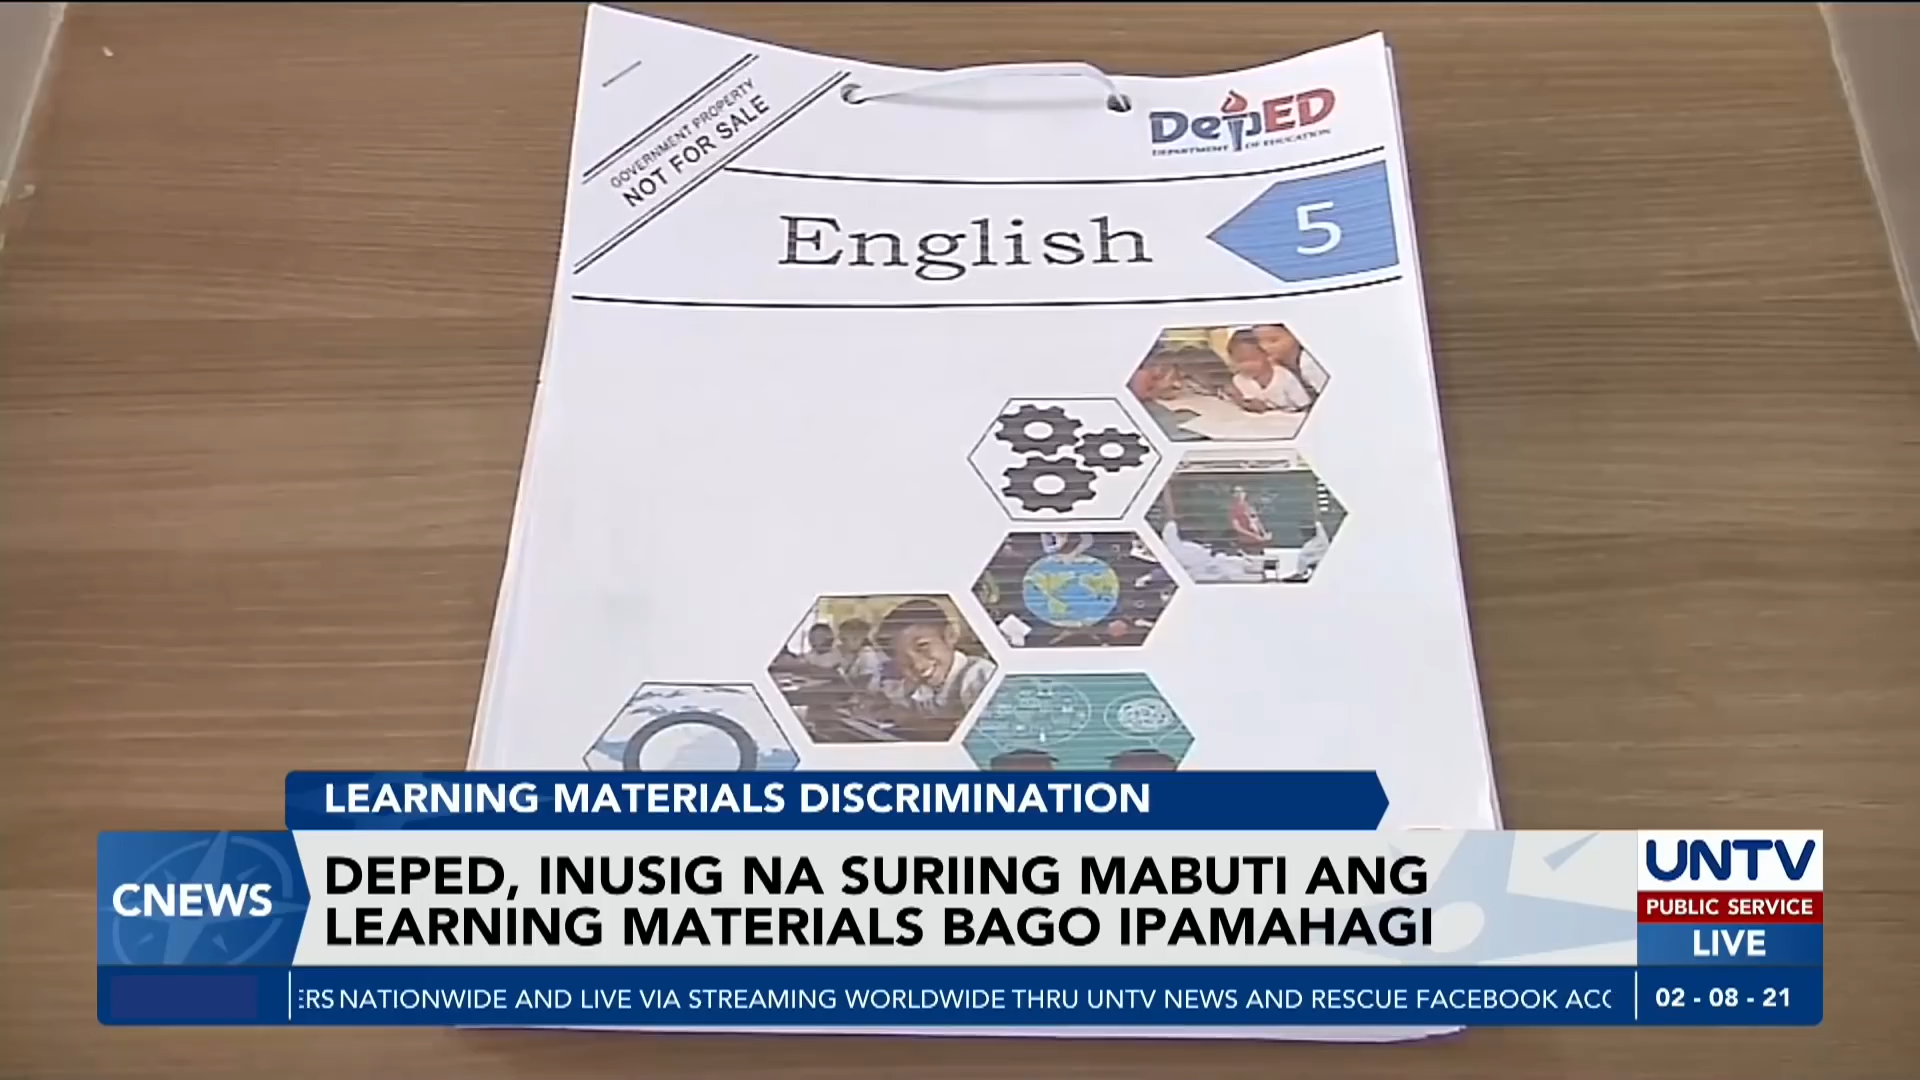 GOVERNMENT PROPERTY
NOT FOR SALE
DepED
DEPARTMENT OF EDUCATION
English
5
LEARNING MATERIALS DISCRIMINATION
CNEWS
DEPED, INUSIG NA SURIING MABUTI ANG
LEARNING MATERIALS BAGO IPAMAHAGI
UNTV
PUBLIC SERVICE
LIVE
NATIONWIDE AND LIVE VIA STREAMING WORLDWIDE THRU UNTV NEWS AND RESCUE FACEBOOK
02 - 08 - 21